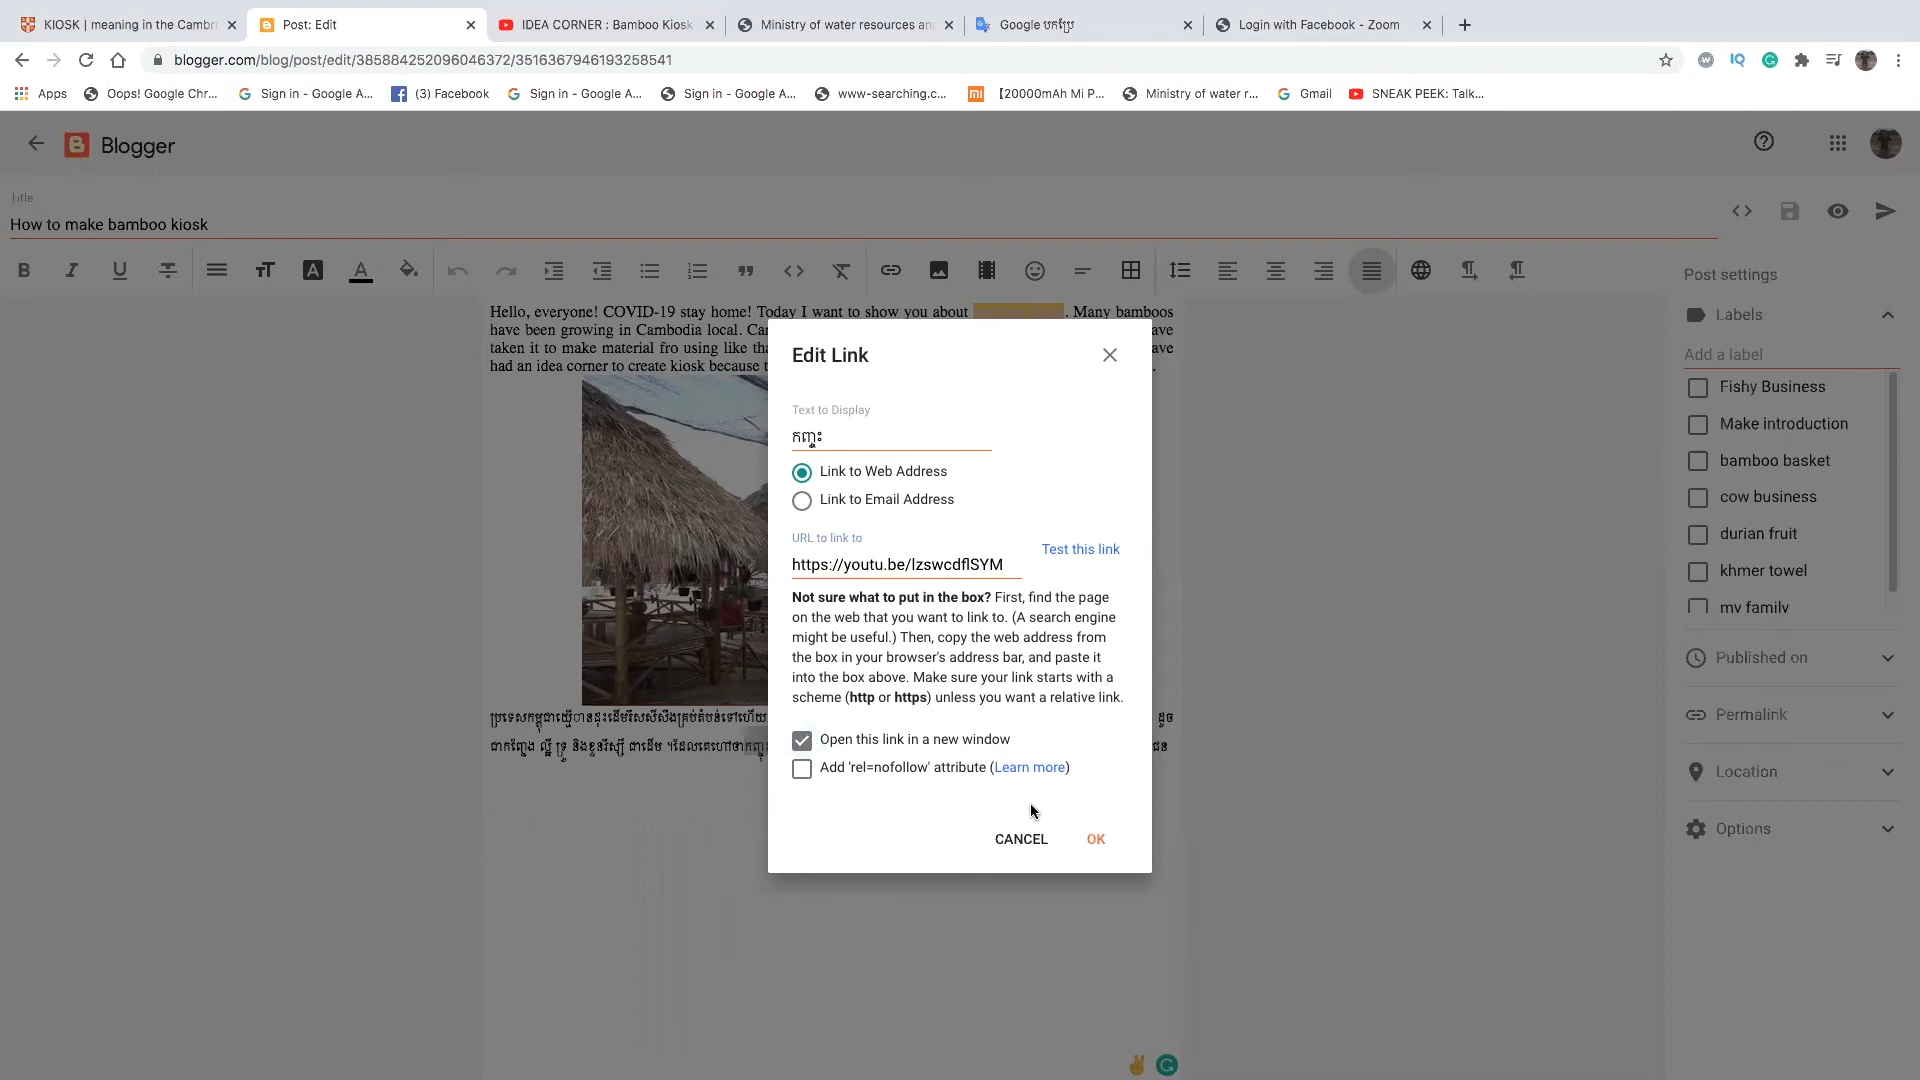 KIOSK | meaning in the Cambri
Post: Edit
IDEA CORNER : Bamboo Kiosk
Ministry of water resources an
Google បកប្រែ
Login with Facebook - Zoom
blogger.com/blog/post/edit/385884252096046372/3516367946193258541
Apps
Oops! Google Chr...
Sign in - Google A...
(3) Facebook
Sign in - Google A...
Sign in - Google A...
www-searching.c...
【20000mAh Mi P...
Ministry of water r...
Gmail
SNEAK PEEK: Talk...
Blogger
Title
How to make bamboo kiosk
Post settings
Hello, everyone! COVID-19 stay home! Today I want to show you about . Many bamboos
have been growing in Cambodia local. Car ave
taken it to make material fro using like tha ave
had an idea corner to create kiosk because t
Edit Link
Text to Display
កញ្ចុះ
Link to Web Address
Link to Email Address
URL to link to
https://youtu.be/lzswcdflSYM
Test this link
Not sure what to put in the box? First, find the page
on the web that you want to link to. (A search engine
might be useful.) Then, copy the web address from
the box in your browser's address bar, and paste it
into the box above. Make sure your link starts with a
scheme (http or https) unless you want a relative link.
Open this link in a new window
Add 'rel=nofollow' attribute (Learn more)
CANCEL
OK
Labels
Add a label
Fishy Business
Make introduction
bamboo basket
cow business
durian fruit
khmer towel
my family
Published on
Permalink
Location
Options